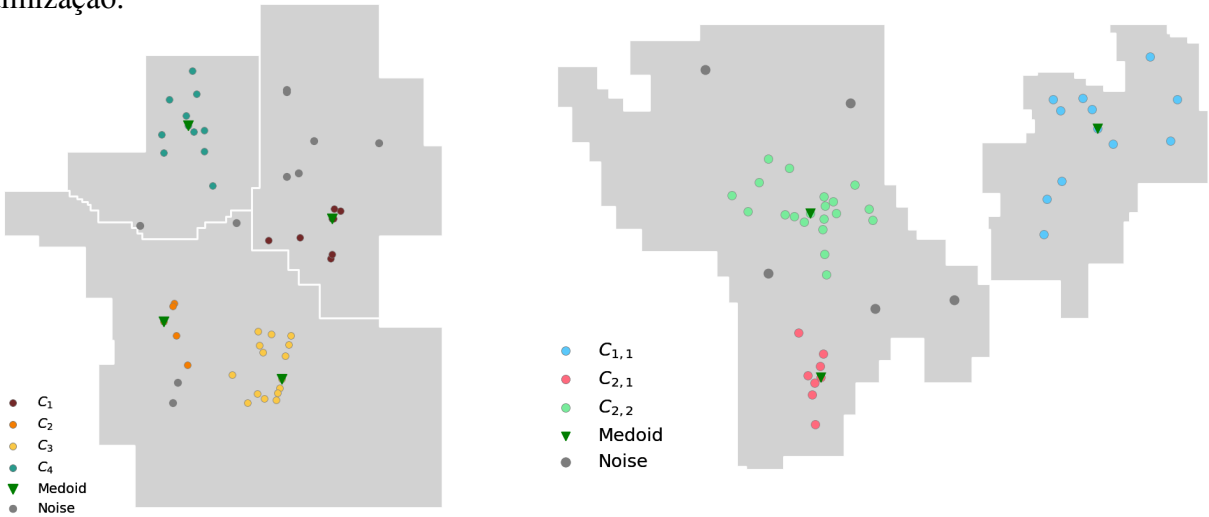 C₁
C₂
C₃
C₄
Medoid
Noise
C₁,₁
C₂,₁
C₂,₂
Medoid
Noise